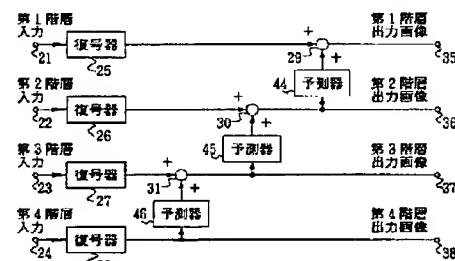 第1階層
入力
21
復号器
25
+
29
+
第1階層
出力画像
35
44
予測器
第2階層
入力
22
復号器
26
+
30
+
第2階層
出力画像
36
45
予測器
第3階層
入力
23
復号器
27
+
31
+
第3階層
出力画像
37
46
予測器
第4階層
入力
24
復号器
第4階層
出力画像
38